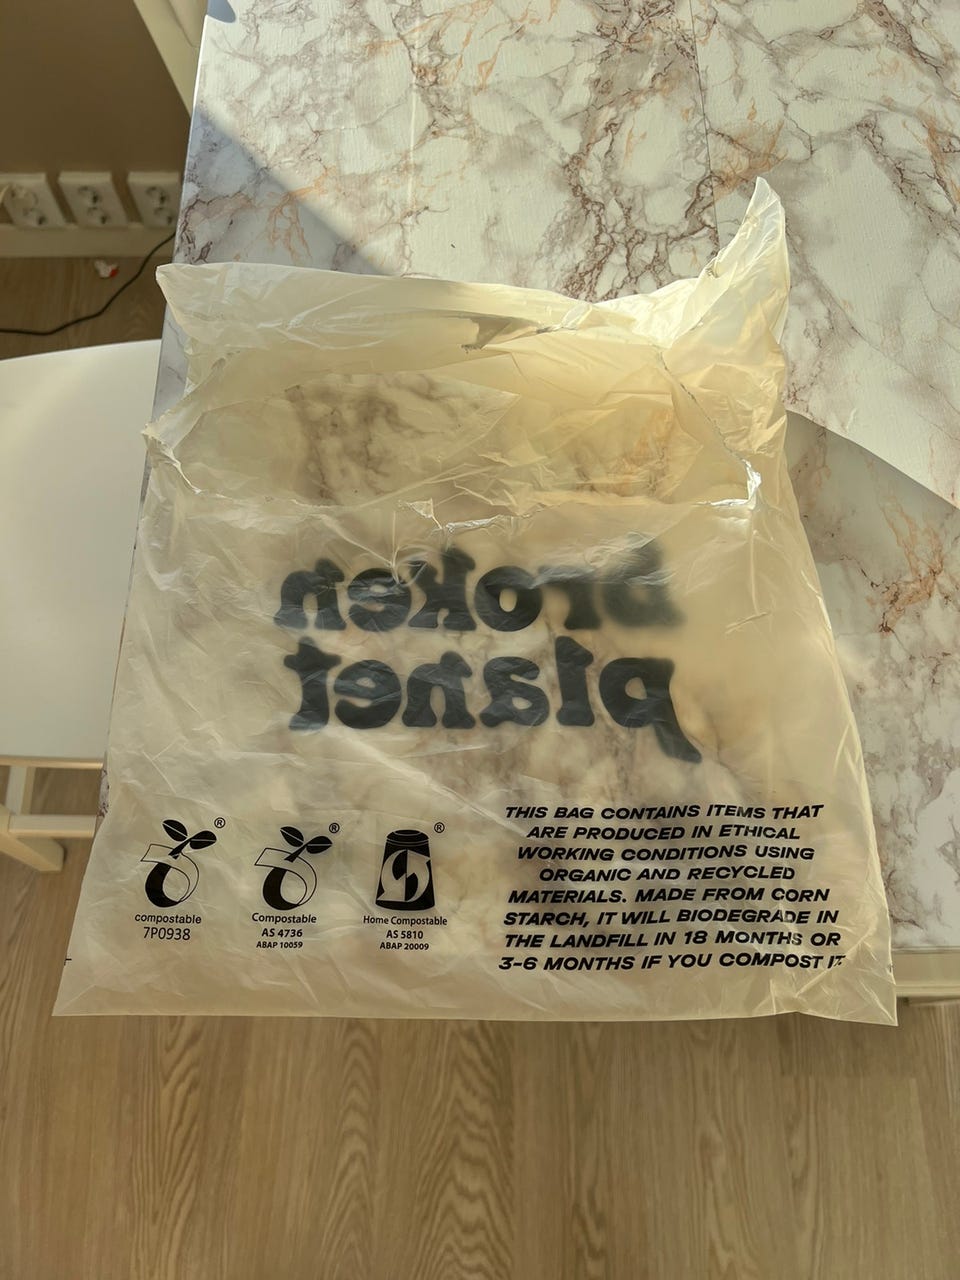 broken
planet
®
compostable
7P0938
®
Compostable
AS 4736
ABAP 10059
®
Home Compostable
AS 5810
ABAP 20009
THIS BAG CONTAINS ITEMS THAT
ARE PRODUCED IN ETHICAL
WORKING CONDITIONS USING
ORGANIC AND RECYCLED
MATERIALS. MADE FROM CORN
STARCH, IT WILL BIODEGRADE IN
THE LANDFILL IN 18 MONTHS OR
3-6 MONTHS IF YOU COMPOST IT